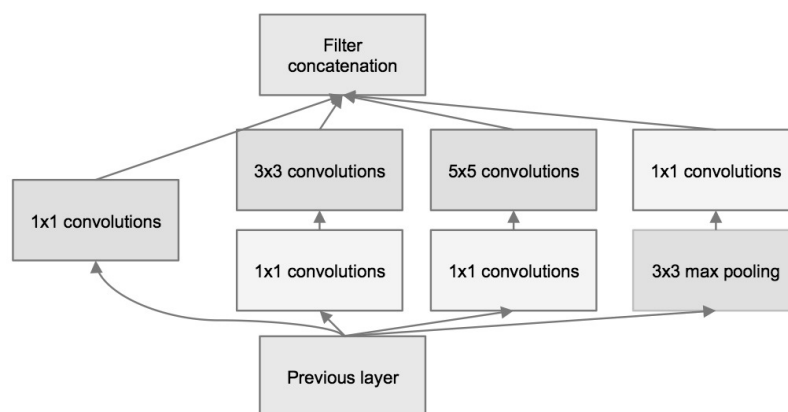 Filter
concatenation
3x3 convolutions
5x5 convolutions
1x1 convolutions
1x1 convolutions
1x1 convolutions
1x1 convolutions
3x3 max pooling
Previous layer